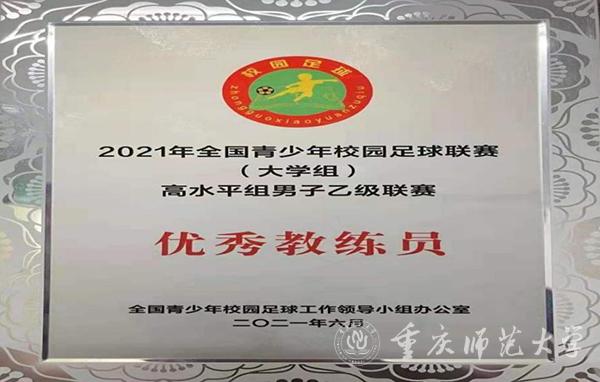 校园足球
zhongguoxiaoyuanzuqiu
2021年全国青少年校园足球联赛
（大学组）
高水平组男子乙级联赛
优秀教练员
全国青少年校园足球工作领导小组办公室
二〇二一年六月
重庆师范大学